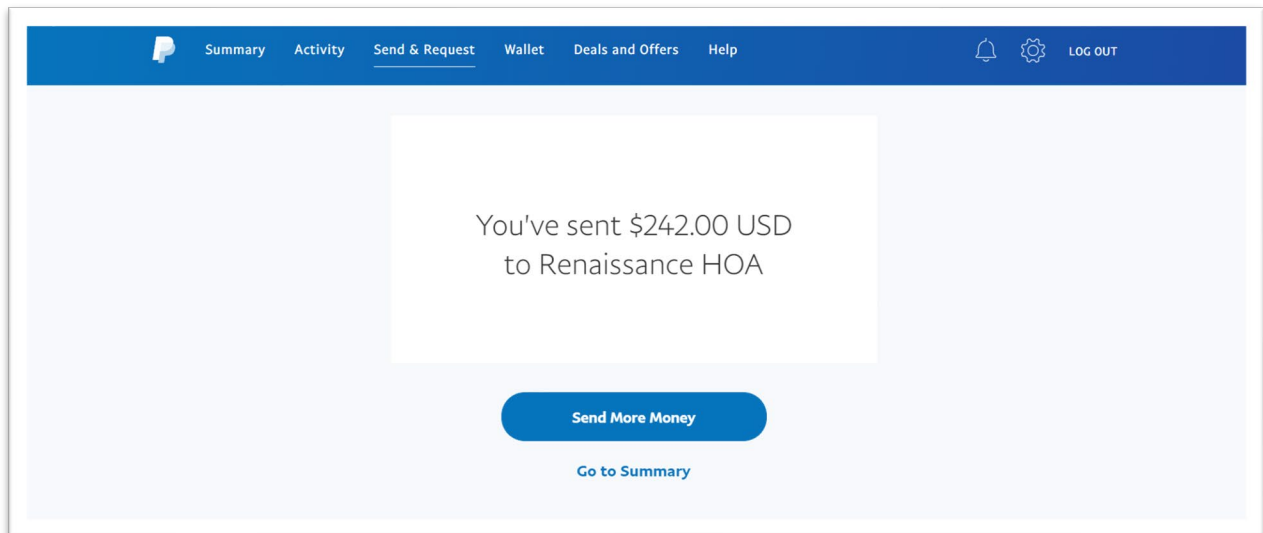 Summary Activity Send & Request Wallet Deals and Offers Help LOG OUT
You've sent $242.00 USD
to Renaissance HOA
Send More Money
Go to Summary